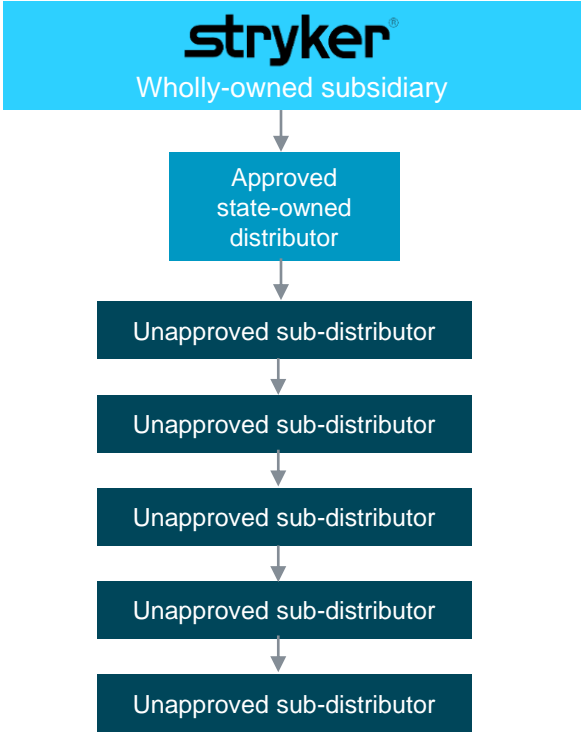 stryker®
Wholly-owned subsidiary
Approved
state-owned
distributor
Unapproved sub-distributor
Unapproved sub-distributor
Unapproved sub-distributor
Unapproved sub-distributor
Unapproved sub-distributor